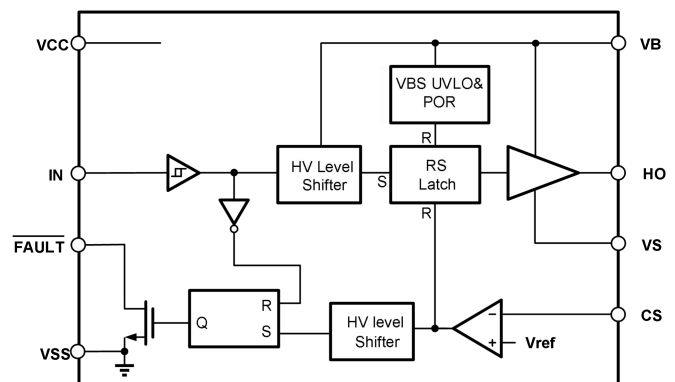 VCC
VB
VBS UVLO&
POR
R
IN
HV Level
Shifter
S
RS
Latch
R
HO
FAULT
VS
R
Q
S
HV level
Shifter
−
+
Vref
CS
VSS